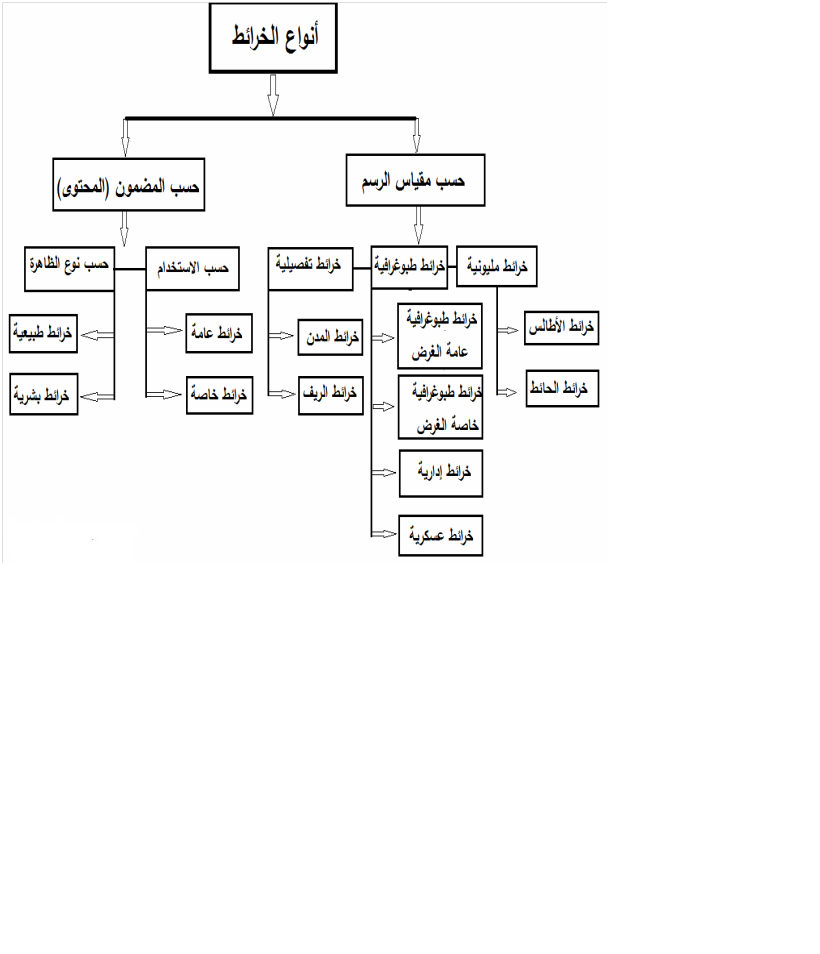 أنواع الخرائط
حسب مقياس الرسم
حسب المضمون (المحتوى)
خرائط مليونية
خرائط طبوغرافية
خرائط تفصيلية
حسب الاستخدام
حسب نوع الظاهرة
خرائط الأطالس
خرائط الحائط
خرائط طبوغرافية
عامة الغرض
خرائط طبوغرافية
خاصة الغرض
خرائط إدارية
خرائط عسكرية
خرائط المدن
خرائط الريف
خرائط عامة
خرائط خاصة
خرائط طبيعية
خرائط بشرية